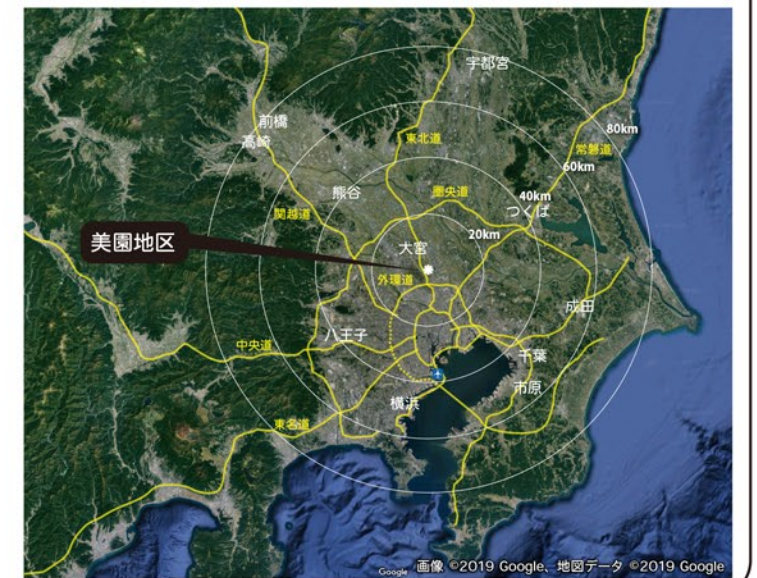 宇都宮
80km
前橋
高崎
東北道
常磐道
60km
熊谷
圏央道
40km
つくば
関越道
20km
美園地区
大宮
外環道
成田
八王子
中央道
千葉
市原
横浜
東名道
Google
画像 ©2019 Google、地図データ ©2019 Google